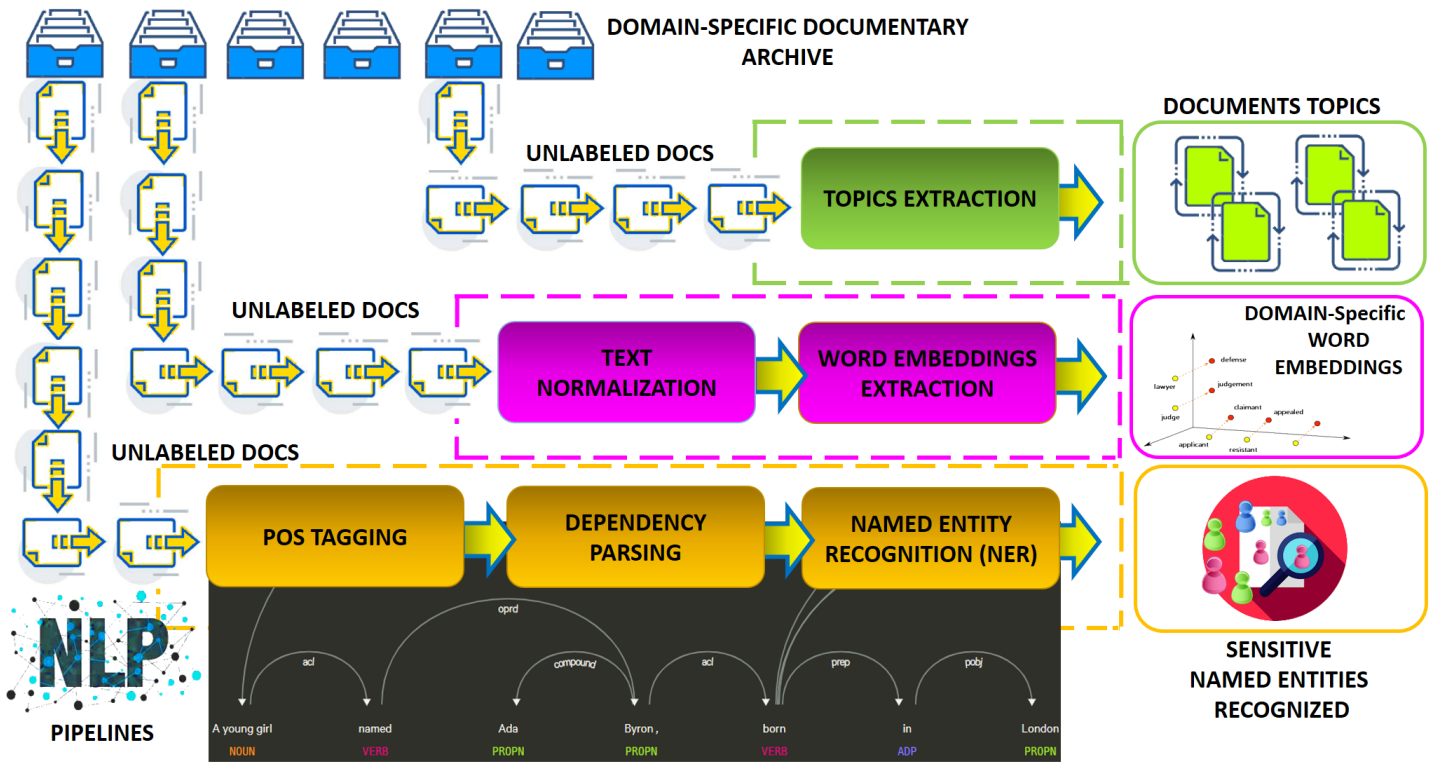 DOMAIN-SPECIFIC DOCUMENTARY
ARCHIVE
DOCUMENTS TOPICS
UNLABELED DOCS
TOPICS EXTRACTION
UNLABELED DOCS
TEXT
NORMALIZATION
WORD EMBEDDINGS
EXTRACTION
DOMAIN-Specific
WORD
EMBEDDINGS
defense
lawyer
judgement
judge
claimant
appealed
applicant
resistant
UNLABELED DOCS
POS TAGGING
DEPENDENCY
PARSING
NAMED ENTITY
RECOGNITION (NER)
NLP
PIPELINES
oprd
acl
compound
acl
prep
pobj
A young girl named Ada Byron, born in London
NOUN VERB PROPN PROPN VERB ADP PROPN
SENSITIVE
NAMED ENTITIES
RECOGNIZED